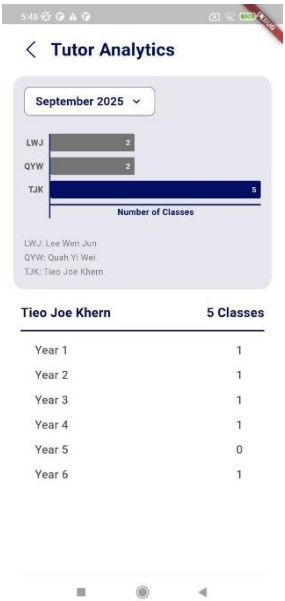 5:48
DEBUG
Tutor Analytics
September 2025
LWJ 2
QYW 2
TJK 5
Number of Classes
LWJ: Lee Wen Jun
QYW: Quah Yi Wei
TJK: Tieo Joe Khern
Tieo Joe Khern 5 Classes
Year 1 1
Year 2 1
Year 3 1
Year 4 1
Year 5 0
Year 6 1